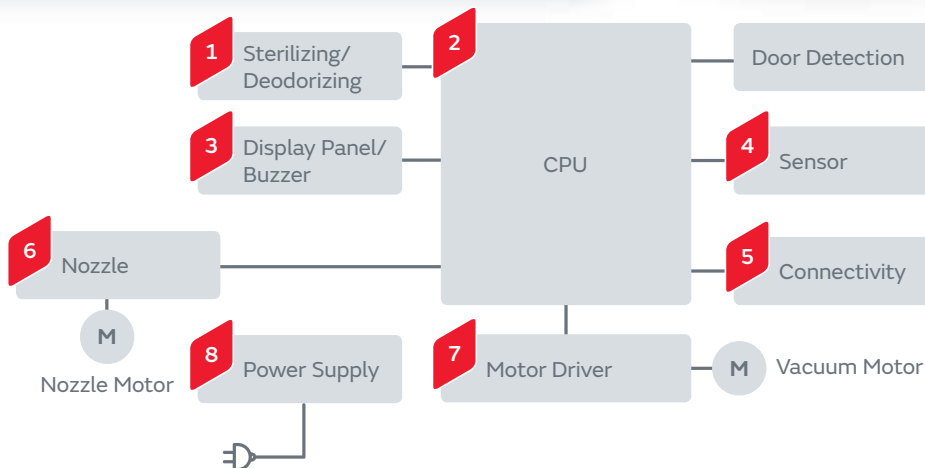 1
Sterilizing/
Deodorizing
2
CPU
Door Detection
3
Display Panel/
Buzzer
4
Sensor
6
Nozzle
5
Connectivity
M
Nozzle Motor
8
Power Supply
7
Motor Driver
M
Vacuum Motor